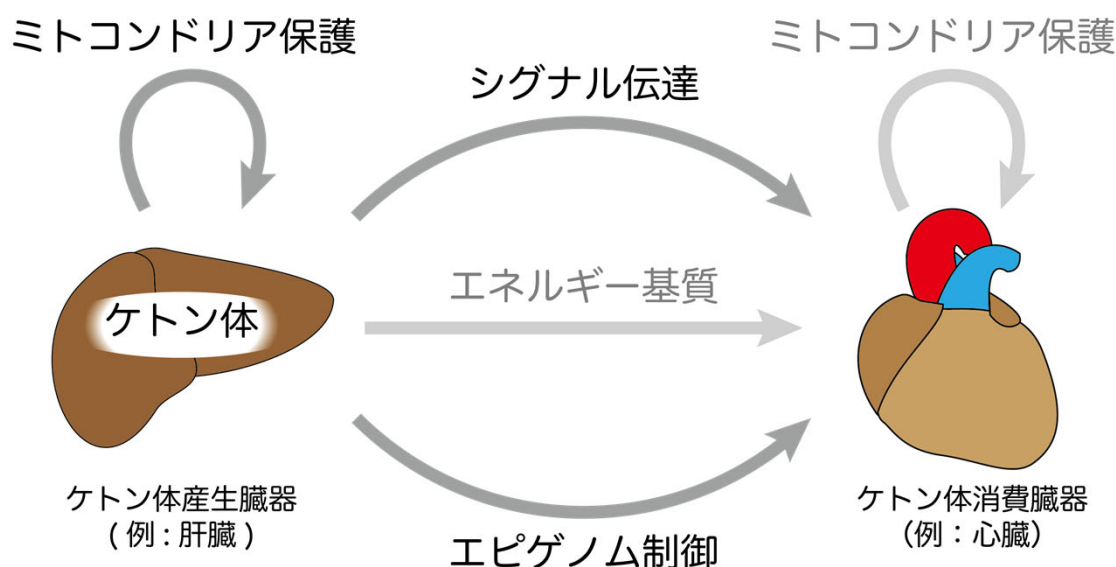 ミトコンドリア保護
ミトコンドリア保護
シグナル伝達
エネルギー基質
ケトン体
ケトン体産生臓器
( 例 : 肝臓 )
ケトン体消費臓器
(例：心臓)
エピゲノム制御